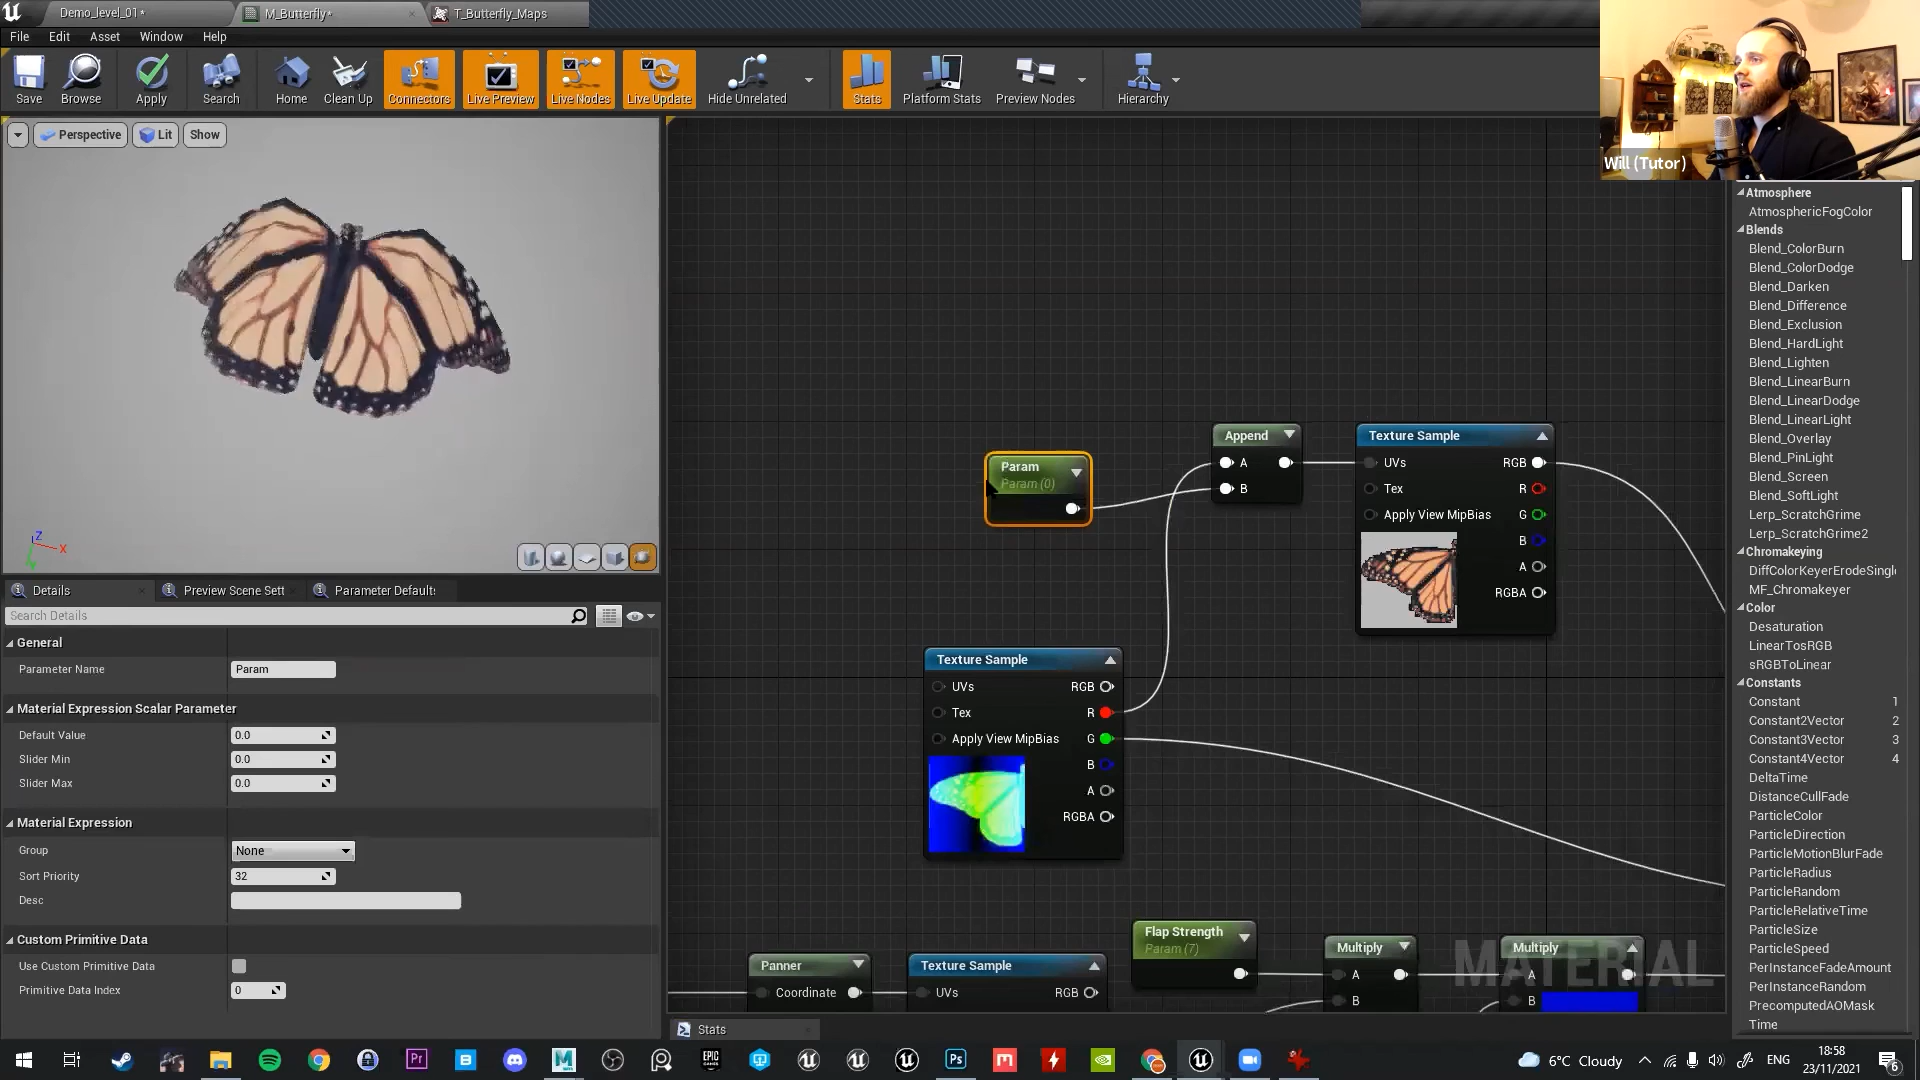 Demo_level_01*
M_Butterfly*
T_Butterfly_Maps
File
Edit
Asset
Window
Help
Save
Browse
Apply
Search
Home
Clean Up
Connectors
Live Preview
Live Nodes
Live Update
Hide Unrelated
Stats
Platform Stats
Preview Nodes
Hierarchy
Will (Tutor)
Perspective
Lit
Show
Z
X
Details
Preview Scene Sett
Parameter Defaults
Search Details
General
Parameter Name
Param
Material Expression Scalar Parameter
Default Value
0.0
Slider Min
0.0
Slider Max
0.0
Material Expression
Group
None
Sort Priority
32
Desc
Custom Primitive Data
Use Custom Primitive Data
Primitive Data Index
0
Param
Param (0)
Append
A
B
Texture Sample
UVs
RGB
Tex
R
Apply View MipBias
G
B
A
RGBA
Texture Sample
UVs
RGB
Tex
R
Apply View MipBias
G
B
A
RGBA
Flap Strength
Param (7)
Panner
Coordinate
Texture Sample
UVs
RGB
Multiply
A
B
Multiply
A
B
MATERIAL
Stats
Atmosphere
AtmosphericFogColor
Blends
Blend_ColorBurn
Blend_ColorDodge
Blend_Darken
Blend_Difference
Blend_Exclusion
Blend_HardLight
Blend_Lighten
Blend_LinearBurn
Blend_LinearDodge
Blend_LinearLight
Blend_Overlay
Blend_PinLight
Blend_Screen
Blend_SoftLight
Lerp_ScratchGrime
Lerp_ScratchGrime2
Chromakeying
DiffColorKeyerErodeSingle
MF_Chromakeyer
Color
Desaturation
LinearTosRGB
sRGBToLinear
Constants
Constant 1
Constant2Vector 2
Constant3Vector 3
Constant4Vector 4
DeltaTime
DistanceCullFade
ParticleColor
ParticleDirection
ParticleMotionBlurFade
ParticleRadius
ParticleRandom
ParticleRelativeTime
ParticleSize
ParticleSpeed
PerInstanceFadeAmount
PerInstanceRandom
PrecomputedAOMask
Time
Pr
B
M
EPIC GAMES
Ps
6°C Cloudy
ENG
18:58
23/11/2021
6